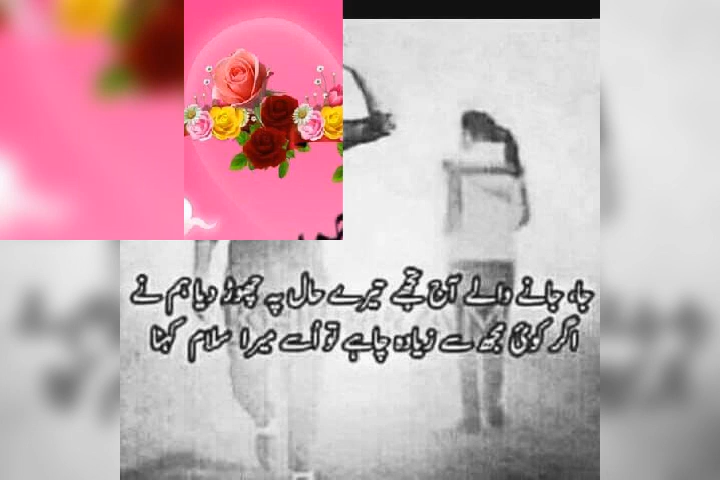 جاہ جانے والے آج تجھے تیرے حال پہ چھوڑ دیا ہم نے
اگر کوئی مجھ سے زیادہ چاہے تو اُسے میرا سلام کہنا